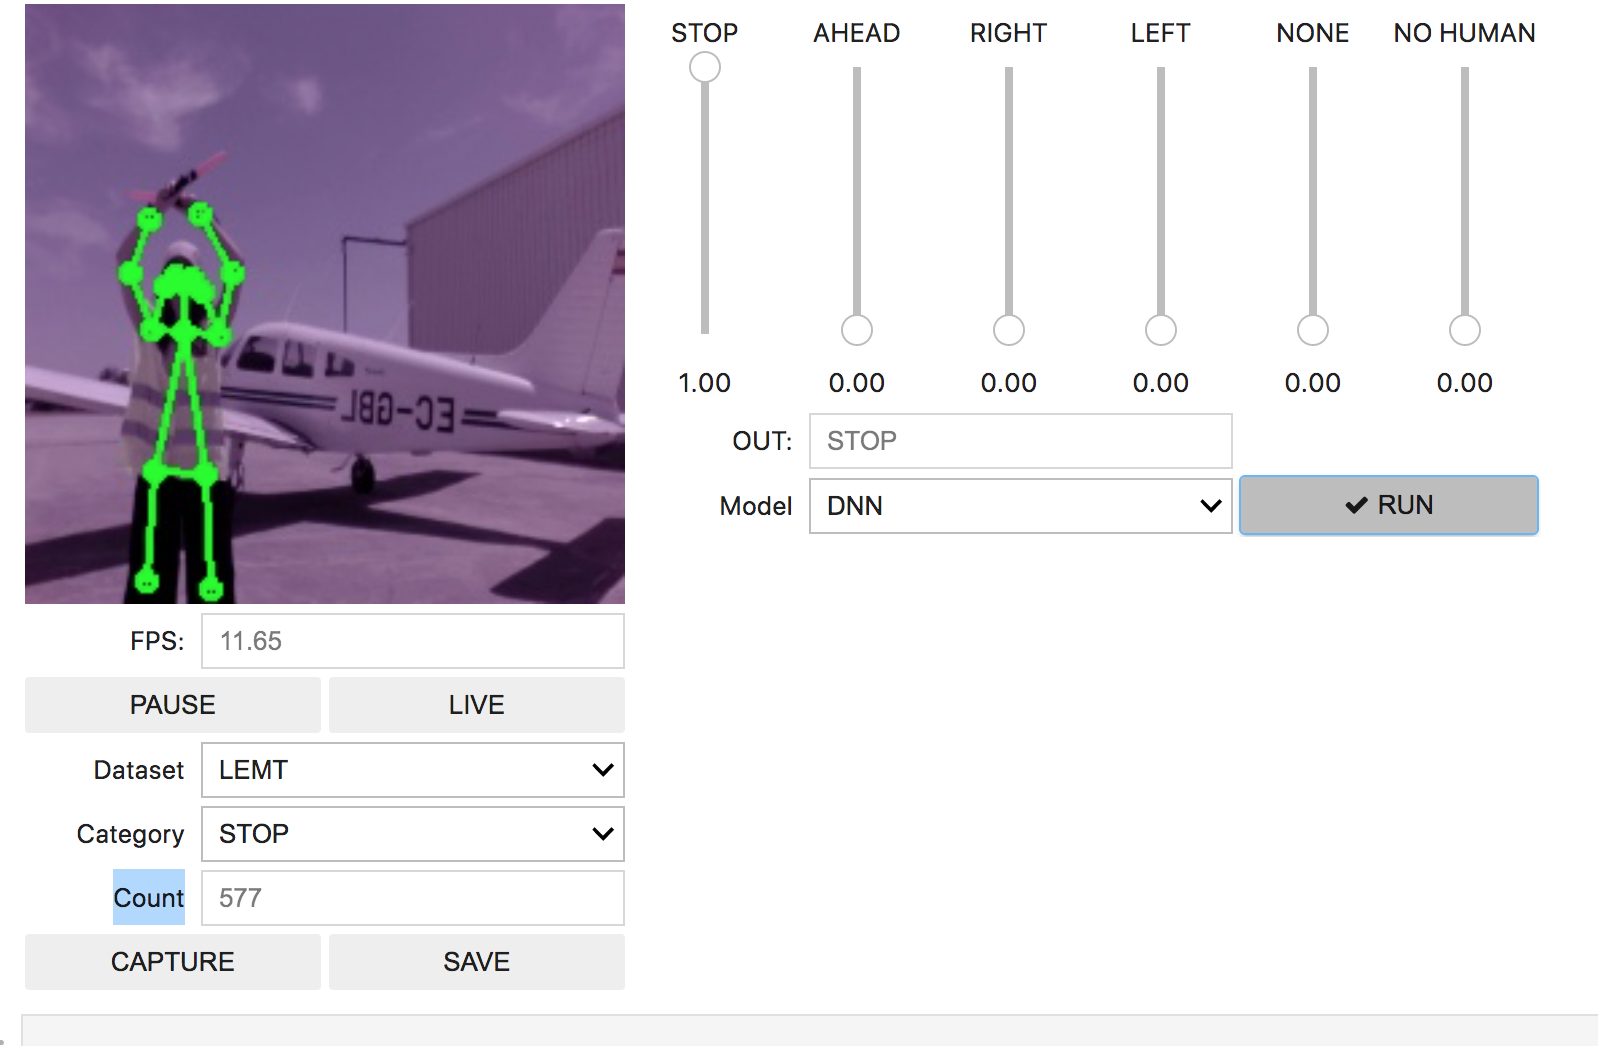 STOP AHEAD RIGHT LEFT NONE NO HUMAN
1.00 0.00 0.00 0.00 0.00 0.00
OUT: STOP
Model DNN RUN
EC-GBL
FPS: 11.65
PAUSE LIVE
Dataset LEMT
Category STOP
Count 577
CAPTURE SAVE